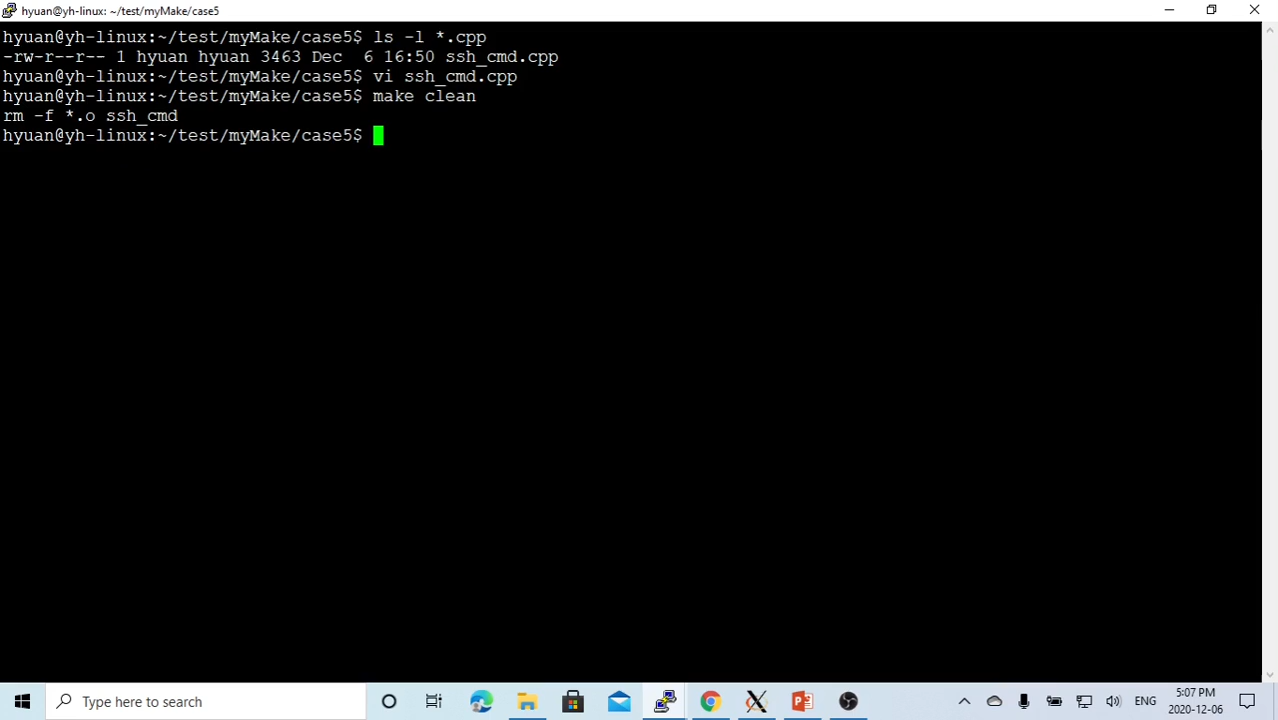 hyuan@yh-linux: ~/test/myMake/case5
hyuan@yh-linux:~/test/myMake/case5$ ls -l *.cpp
-rw-r--r-- 1 hyuan hyuan 3463 Dec  6 16:50 ssh_cmd.cpp
hyuan@yh-linux:~/test/myMake/case5$ vi ssh_cmd.cpp
hyuan@yh-linux:~/test/myMake/case5$ make clean
rm -f *.o ssh_cmd
hyuan@yh-linux:~/test/myMake/case5$
Type here to search
ENG
5:07 PM
2020-12-06